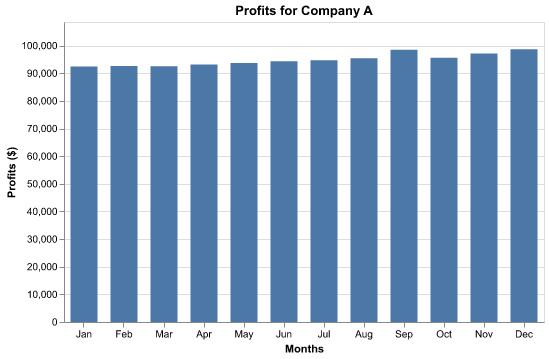 Profits for Company A
Profits ($)
100,000
90,000
80,000
70,000
60,000
50,000
40,000
30,000
20,000
10,000
0
Jan Feb Mar Apr May Jun Jul Aug Sep Oct Nov Dec
Months